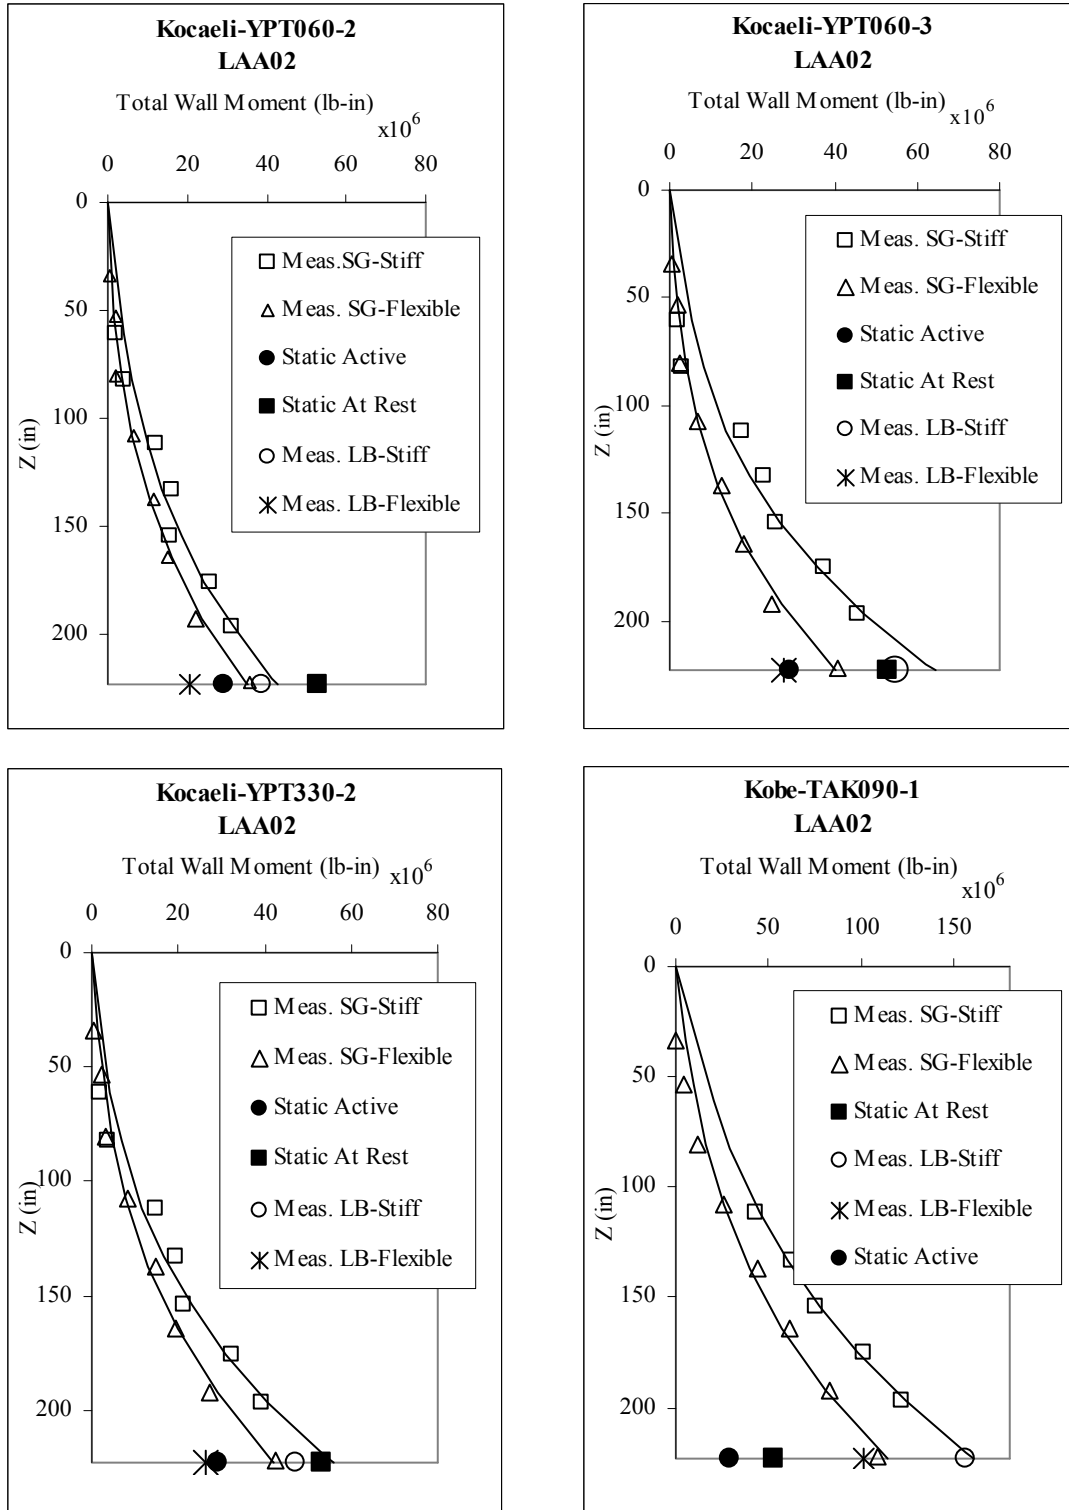 Kocaeli-YPT060-2
LAA02
Total Wall Moment (lb-in)
x10^6
0 20 40 60 80
0
50
100
150
200
Z (in)
Meas.SG-Stiff
Meas. SG-Flexible
Static Active
Static At Rest
Meas. LB-Stiff
Meas. LB-Flexible
Kocaeli-YPT060-3
LAA02
Total Wall Moment (lb-in)
x10^6
0 20 40 60 80
0
50
100
150
200
Z (in)
Meas. SG-Stiff
Meas. SG-Flexible
Static Active
Static At Rest
Meas. LB-Stiff
Meas. LB-Flexible
Kocaeli-YPT330-2
LAA02
Total Wall Moment (lb-in)
x10^6
0 20 40 60 80
0
50
100
150
200
Z (in)
Meas. SG-Stiff
Meas. SG-Flexible
Static Active
Static At Rest
Meas. LB-Stiff
Meas. LB-Flexible
Kobe-TAK090-1
LAA02
Total Wall Moment (lb-in)
x10^6
0 50 100 150
0
50
100
150
200
Z (in)
Meas. SG-Stiff
Meas. SG-Flexible
Static At Rest
Meas. LB-Stiff
Meas. LB-Flexible
Static Active